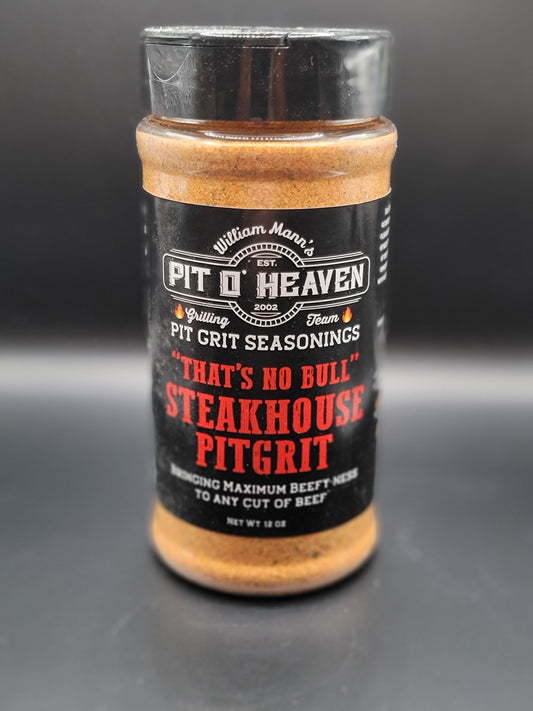 William Mann's
EST.
PIT O' HEAVEN
2002
Grilling Team
PIT GRIT SEASONINGS
"THAT'S NO BULL"
STEAKHOUSE
PITGRIT
BRINGING MAXIMUM BEEFY-NESS
TO ANY CUT OF BEEF
NET WT 12 OZ